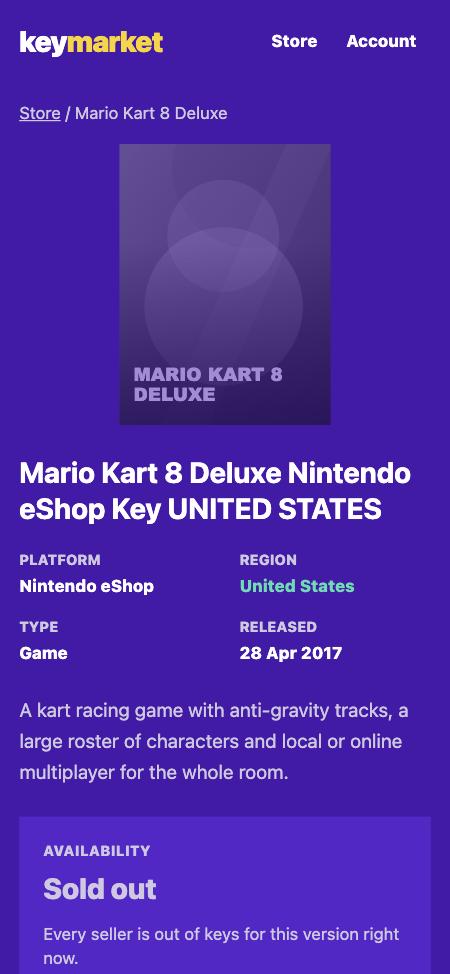 keymarket
Store Account
Store / Mario Kart 8 Deluxe
MARIO KART 8
DELUXE
Mario Kart 8 Deluxe Nintendo
eShop Key UNITED STATES
PLATFORM REGION
Nintendo eShop United States
TYPE RELEASED
Game 28 Apr 2017
A kart racing game with anti-gravity tracks, a
large roster of characters and local or online
multiplayer for the whole room.
AVAILABILITY
Sold out
Every seller is out of keys for this version right
now.